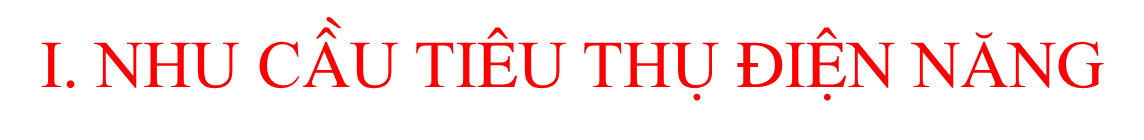 I. NHU CẦU TIÊU THỤ ĐIỆN NĂNG